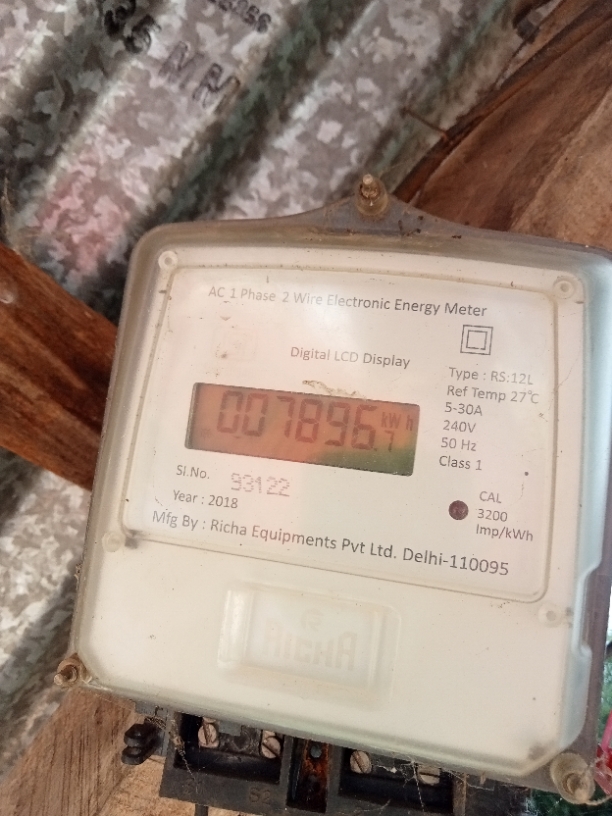 35 MM
AC 1 Phase 2 Wire Electronic Energy Meter
Digital LCD Display
Type : RS:12L
Ref Temp 27°C
5-30A
240V
50 Hz
Class 1
007896.7 kWh
Sl.No. 93122
Year : 2018
CAL
3200
Imp/kWh
Mfg By : Richa Equipments Pvt Ltd. Delhi-110095
RICHA